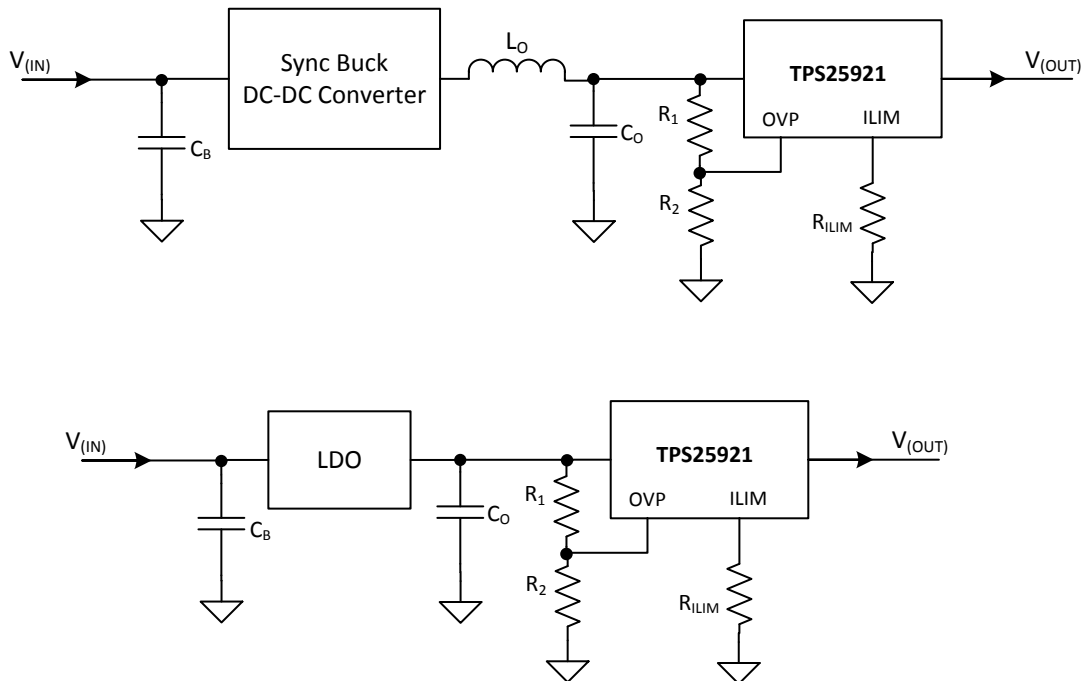 V(IN)
Sync Buck
DC-DC Converter
LO
CB
CO
R1
R2
TPS25921
OVP
ILIM
RILIM
V(OUT)
V(IN)
LDO
CB
CO
R1
R2
TPS25921
OVP
ILIM
RILIM
V(OUT)